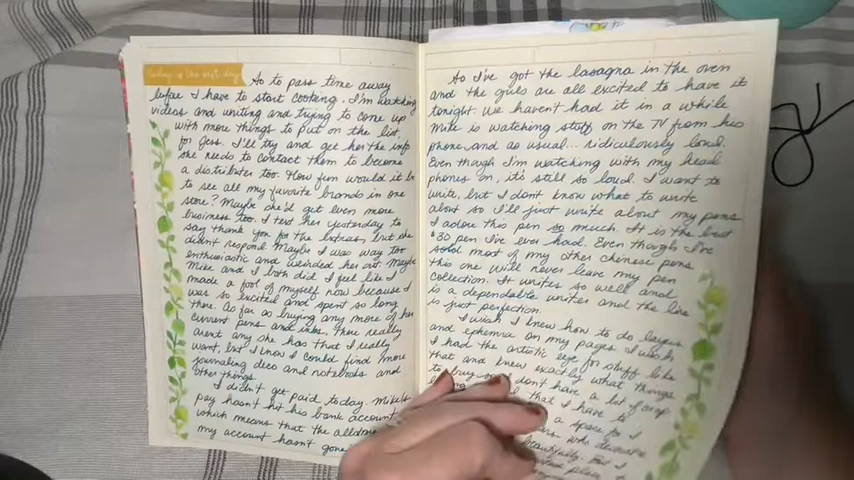 today is the last day
So to pass time away
before I have to start cooking. I'm watching
videos and writing and trying to come up
with more things to put on the list
for Jess. I'll try and get her the info
she needs to contact them to become
a distributer too. How fun would it be
to see all my favorite brands in one
store? Maybe she'd get even more
business too. I text her yesterday to
say thank you for the extras, but she
didn't respond. Maybe I was way too
enthusiastic and weirded her out. Maybe
Mike and I both did. I feel like I
made a fool of myself now because I
was so excited and spent so long
there. As far as buying any more of her
current pens and inks, there really
aren't any she has that I really
want, but I know I could find more
journaling deco and notebooks and
other things.
I didn't get paid today. Mike's
pay hasn't hit his bank account
which means that the
my account hasn't gone
So I've got the lasagna in the oven
and the girls are all excited to have it
tonight. We haven't had it in a while
Mike is watching stuff on the TV from his
phone, and as usual.. ridiculously loud.
Even though I'm watching with my head
phones on, it's still so loud. I want to
write, but I don't know what to write
about so I'll just write about my pens
I adore this pen so much. It is the best
$30 pen I've ever had. Even though I've
sold most of my other chinese pens
this one will never leave my pen
collection. It writes so well and
is a dependable writer and the line
is just perfection.
I wish I knew how to do layers
and ephemra on my pages. I wish
I had the artistic eye for stuff like
that and knew exactly what things
to buy don't have a lot of
that I have to
a space for
who decorate
beautifully. But I
place